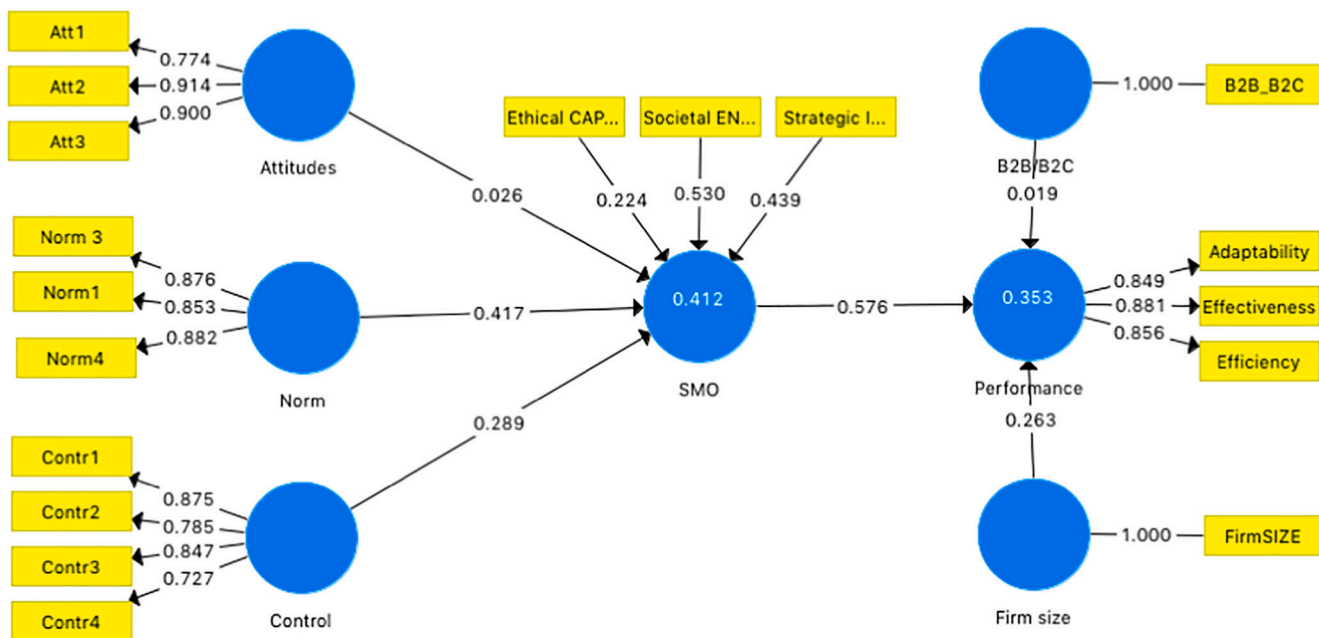 Att1
0.774
Att2
0.914
0.900
Att3
Attitudes
0.026
Norm 3
0.876
Norm1
0.853
0.882
Norm4
Norm
0.417
Contr1
0.875
Contr2
0.785
0.847
Contr3
0.727
Contr4
Control
0.289
Ethical CAP...
Societal EN...
Strategic I...
0.224
0.530
0.439
0.412
SMO
0.576
B2B_B2C
1.000
B2B/B2C
0.019
0.353
Performance
Adaptability
0.849
Effectiveness
0.881
0.856
Efficiency
0.263
1.000
FirmSIZE
Firm size